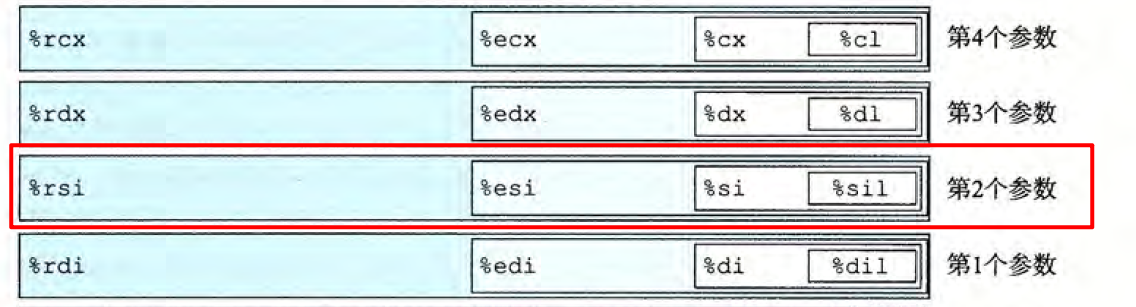 %rcx %ecx %cx %cl 第4个参数
%rdx %edx %dx %dl 第3个参数
%rsi %esi %si %sil 第2个参数
%rdi %edi %di %dil 第1个参数